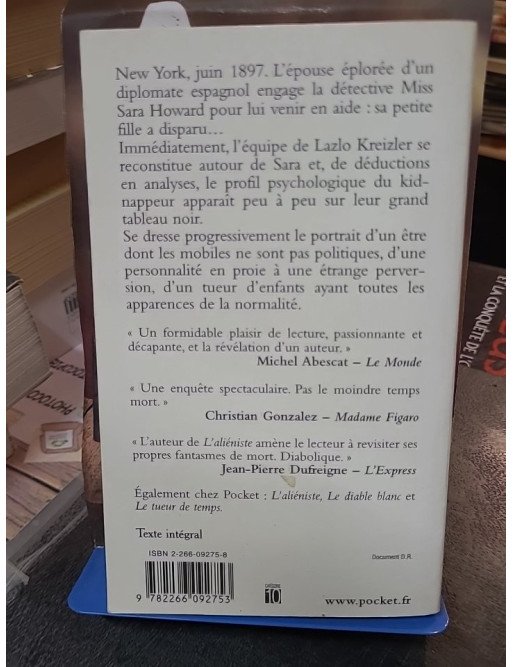 New York, juin 1897. L'épouse éplorée d'un
diplomate espagnol engage la détective Miss
Sara Howard pour lui venir en aide : sa petite
fille a disparu…
Immédiatement, l'équipe de Lazlo Kreizler se
reconstitue autour de Sara et, de déductions
en analyses, le profil psychologique du kid-
nappeur apparaît peu à peu sur leur grand
tableau noir.
Se dresse progressivement le portrait d'un être
dont les mobiles ne sont pas politiques, d'une
personnalité en proie à une étrange perver-
sion, d'un tueur d'enfants ayant toutes les
apparences de la normalité.
« Un formidable plaisir de lecture, passionnante et
décapante, et la révélation d'un auteur. »
Michel Abescat – Le Monde
« Une enquête spectaculaire. Pas le moindre temps
mort. »
Christian Gonzalez – Madame Figaro
« L'auteur de L'aliéniste amène le lecteur à revisiter ses
propres fantasmes de mort. Diabolique. »
Jean-Pierre Dufreigne – L'Express
Également chez Pocket : L'aliéniste, Le diable blanc et
Le tueur de temps.
Texte intégral
ISBN 2-266-09275-8
Document D.R.
9 782266 092753
CATÉGORIE
10
www.pocket.fr
ET LA CONQUÊTE DE L'O